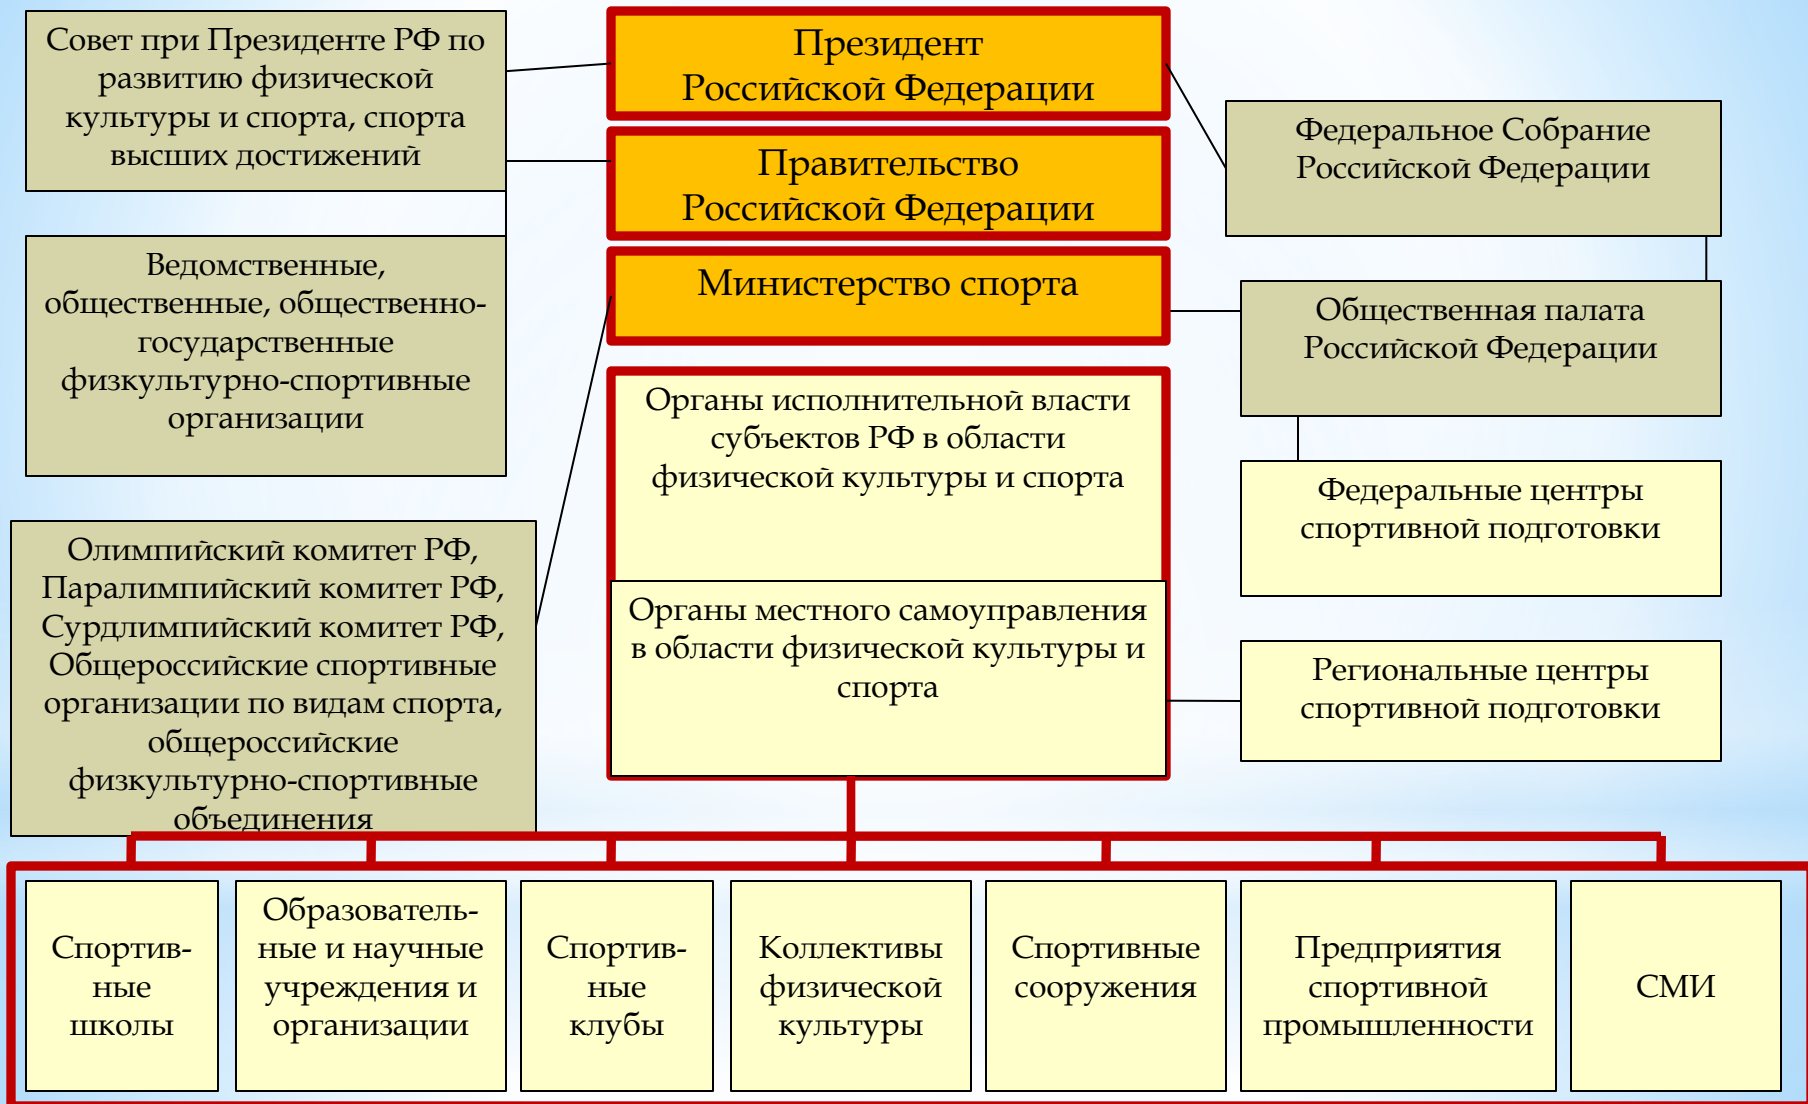 Совет при Президенте РФ по
развитию физической
культуры и спорта, спорта
высших достижений
Президент
Российской Федерации
Правительство
Российской Федерации
Министерство спорта
Федеральное Собрание
Российской Федерации
Ведомственные,
общественные, общественно-
государственные
физкультурно-спортивные
организации
Общественная палата
Российской Федерации
Органы исполнительной власти
субъектов РФ в области
физической культуры и спорта
Федеральные центры
спортивной подготовки
Олимпийский комитет РФ,
Паралимпийский комитет РФ,
Сурдлимпийский комитет РФ,
Общероссийские спортивные
организации по видам спорта,
общероссийские
физкультурно-спортивные
объединения
Органы местного самоуправления
в области физической культуры и
спорта
Региональные центры
спортивной подготовки
Спортив-
ные
школы
Образователь-
ные и научные
учреждения и
организации
Спортив-
ные
клубы
Коллективы
физической
культуры
Спортивные
сооружения
Предприятия
спортивной
промышленности
СМИ